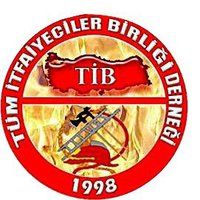 TÜM İTFAİYECİLER BİRLİĞİ DERNEĞİ
TİB
1998